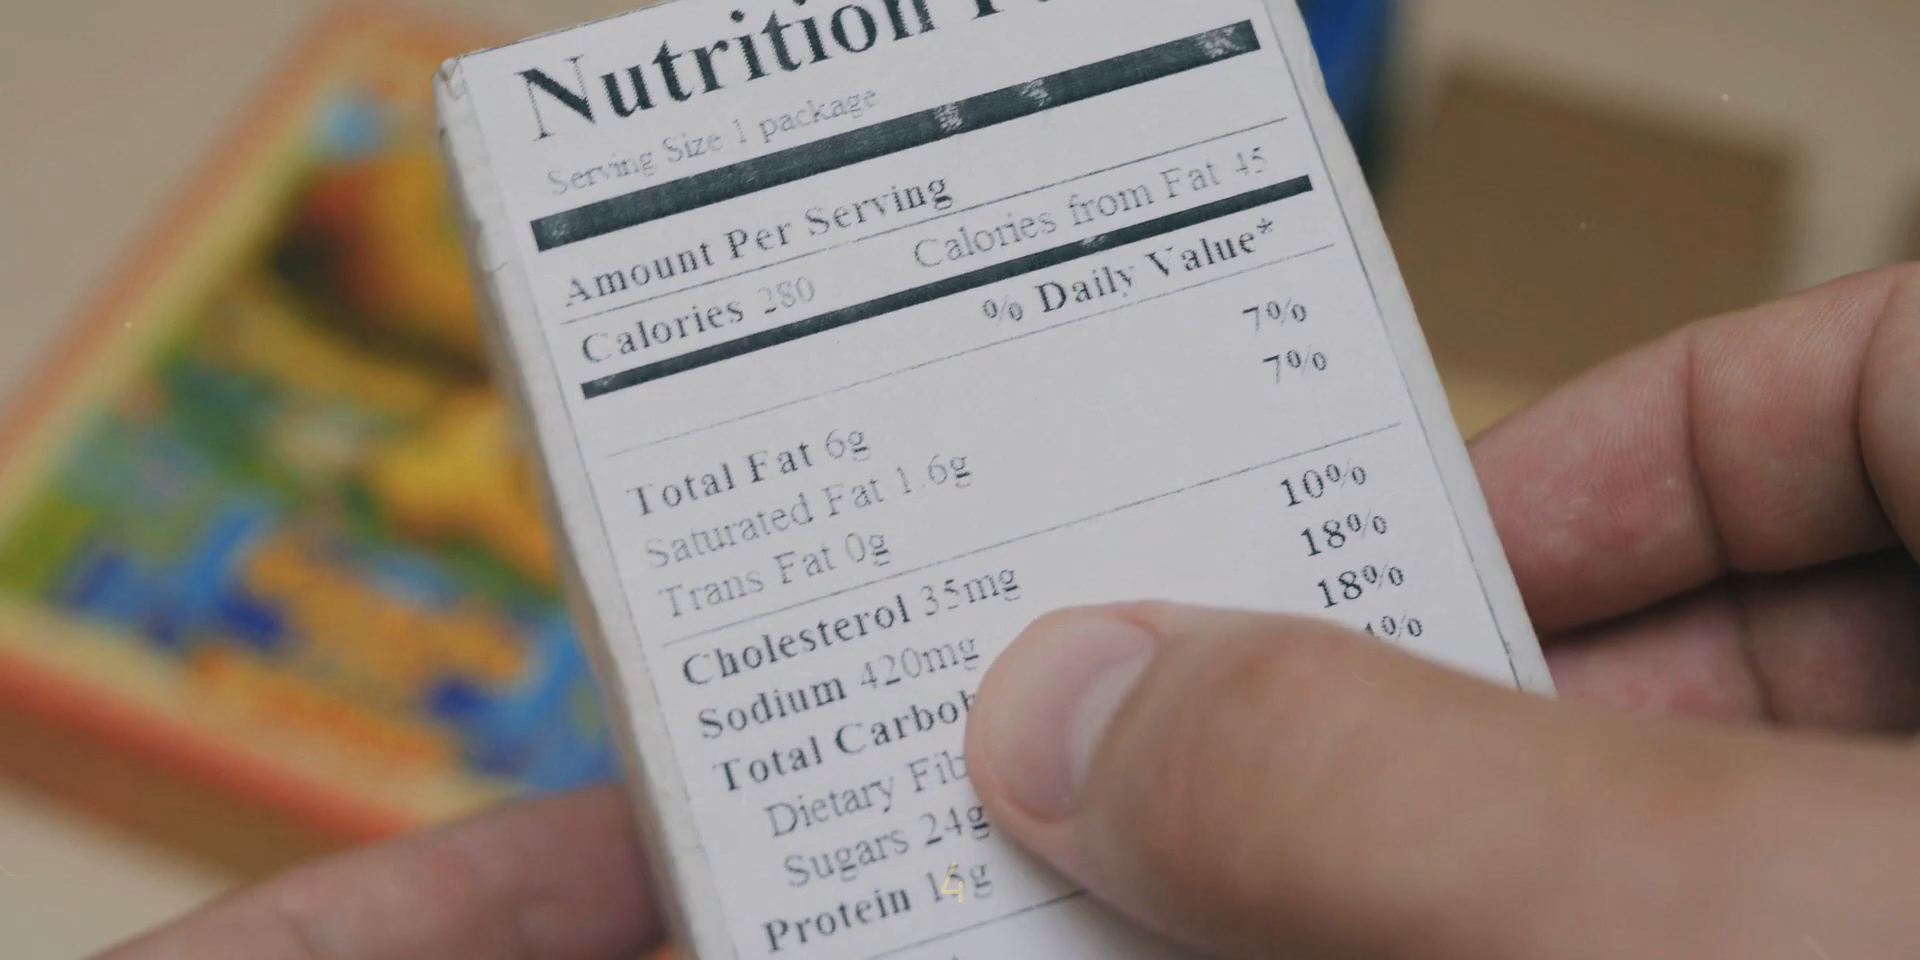 Nutrition
Serving Size 1 package
Amount Per Serving
Calories 280 Calories from Fat 45
% Daily Value*
7%
7%
Total Fat 6g
Saturated Fat 1.6g
Trans Fat 0g
10%
18%
18%
Cholesterol 35mg
Sodium 420mg
Total
Dietary
Sugars 24g
Protein
4